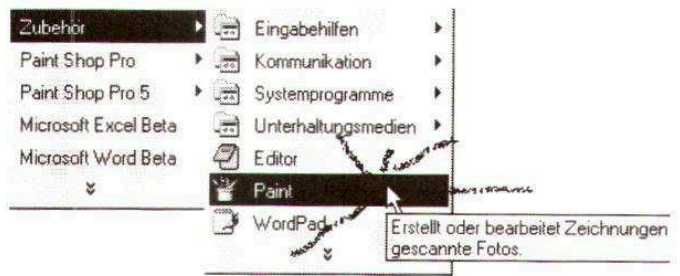 Zubehör
Paint Shop Pro
Paint Shop Pro 5
Microsoft Excel Beta
Microsoft Word Beta
Eingabehilfen
Kommunikation
Systemprogramme
Unterhaltungsmedien
Editor
Paint
WordPad
Erstellt oder bearbeitet Zeichnungen
gescannte Fotos.